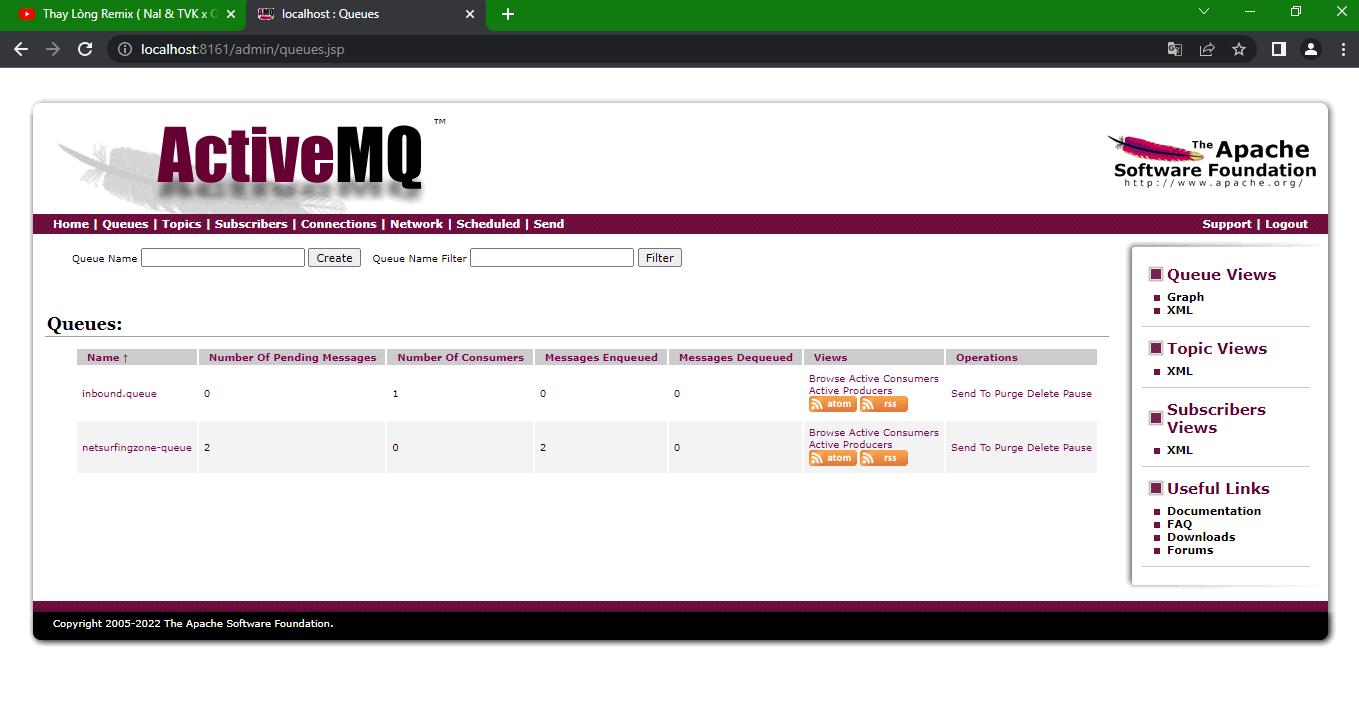 Thay Lòng Remix ( Nal & TVK x
localhost : Queues
localhost:8161/admin/queues.jsp
ActiveMQ ™
The Apache
Software Foundation
http://www.apache.org/
Home | Queues | Topics | Subscribers | Connections | Network | Scheduled | Send
Support | Logout
Queue Name Create Queue Name Filter Filter
Queues:
Name ↑ Number Of Pending Messages Number Of Consumers Messages Enqueued Messages Dequeued Views Operations
inbound.queue 0 1 0 0 Browse Active Consumers
Active Producers
atom rss
Send To Purge Delete Pause
netsurfingzone-queue 2 0 2 0 Browse Active Consumers
Active Producers
atom rss
Send To Purge Delete Pause
Queue Views
Graph
XML
Topic Views
XML
Subscribers
Views
XML
Useful Links
Documentation
FAQ
Downloads
Forums
Copyright 2005-2022 The Apache Software Foundation.